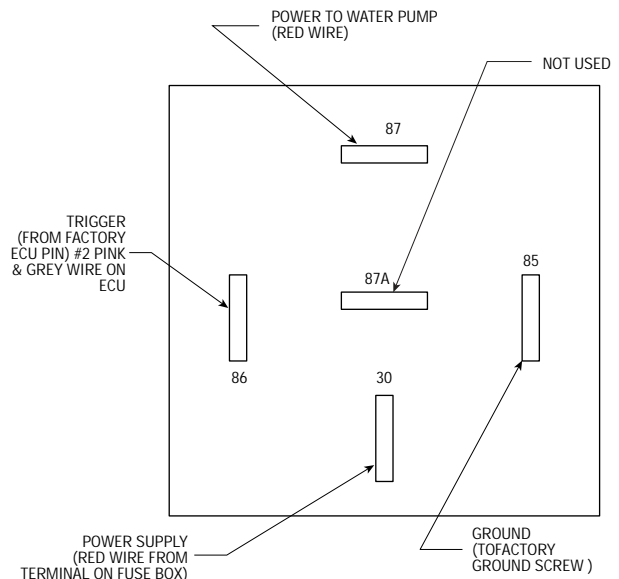 POWER TO WATER PUMP
(RED WIRE)
NOT USED
87
TRIGGER
(FROM FACTORY
ECU PIN) #2 PINK
& GREY WIRE ON
ECU
87A
85
86
30
POWER SUPPLY
(RED WIRE FROM
TERMINAL ON FUSE BOX)
GROUND
(TOFACTORY
GROUND SCREW )